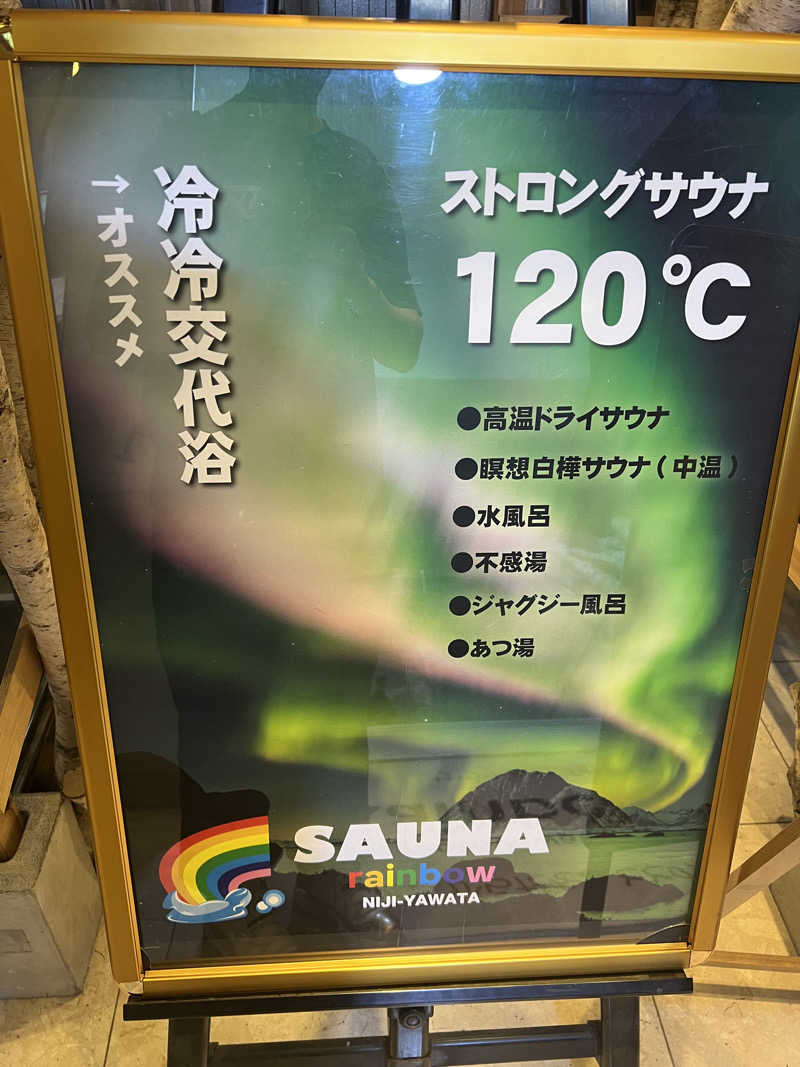 冷冷交代浴
→オススメ
ストロングサウナ
120℃
●高温ドライサウナ
●瞑想白樺サウナ(中温)
●水風呂
●不感湯
●ジャグジー風呂
●あつ湯
SAUNA
rainbow
NIJI-YAWATA